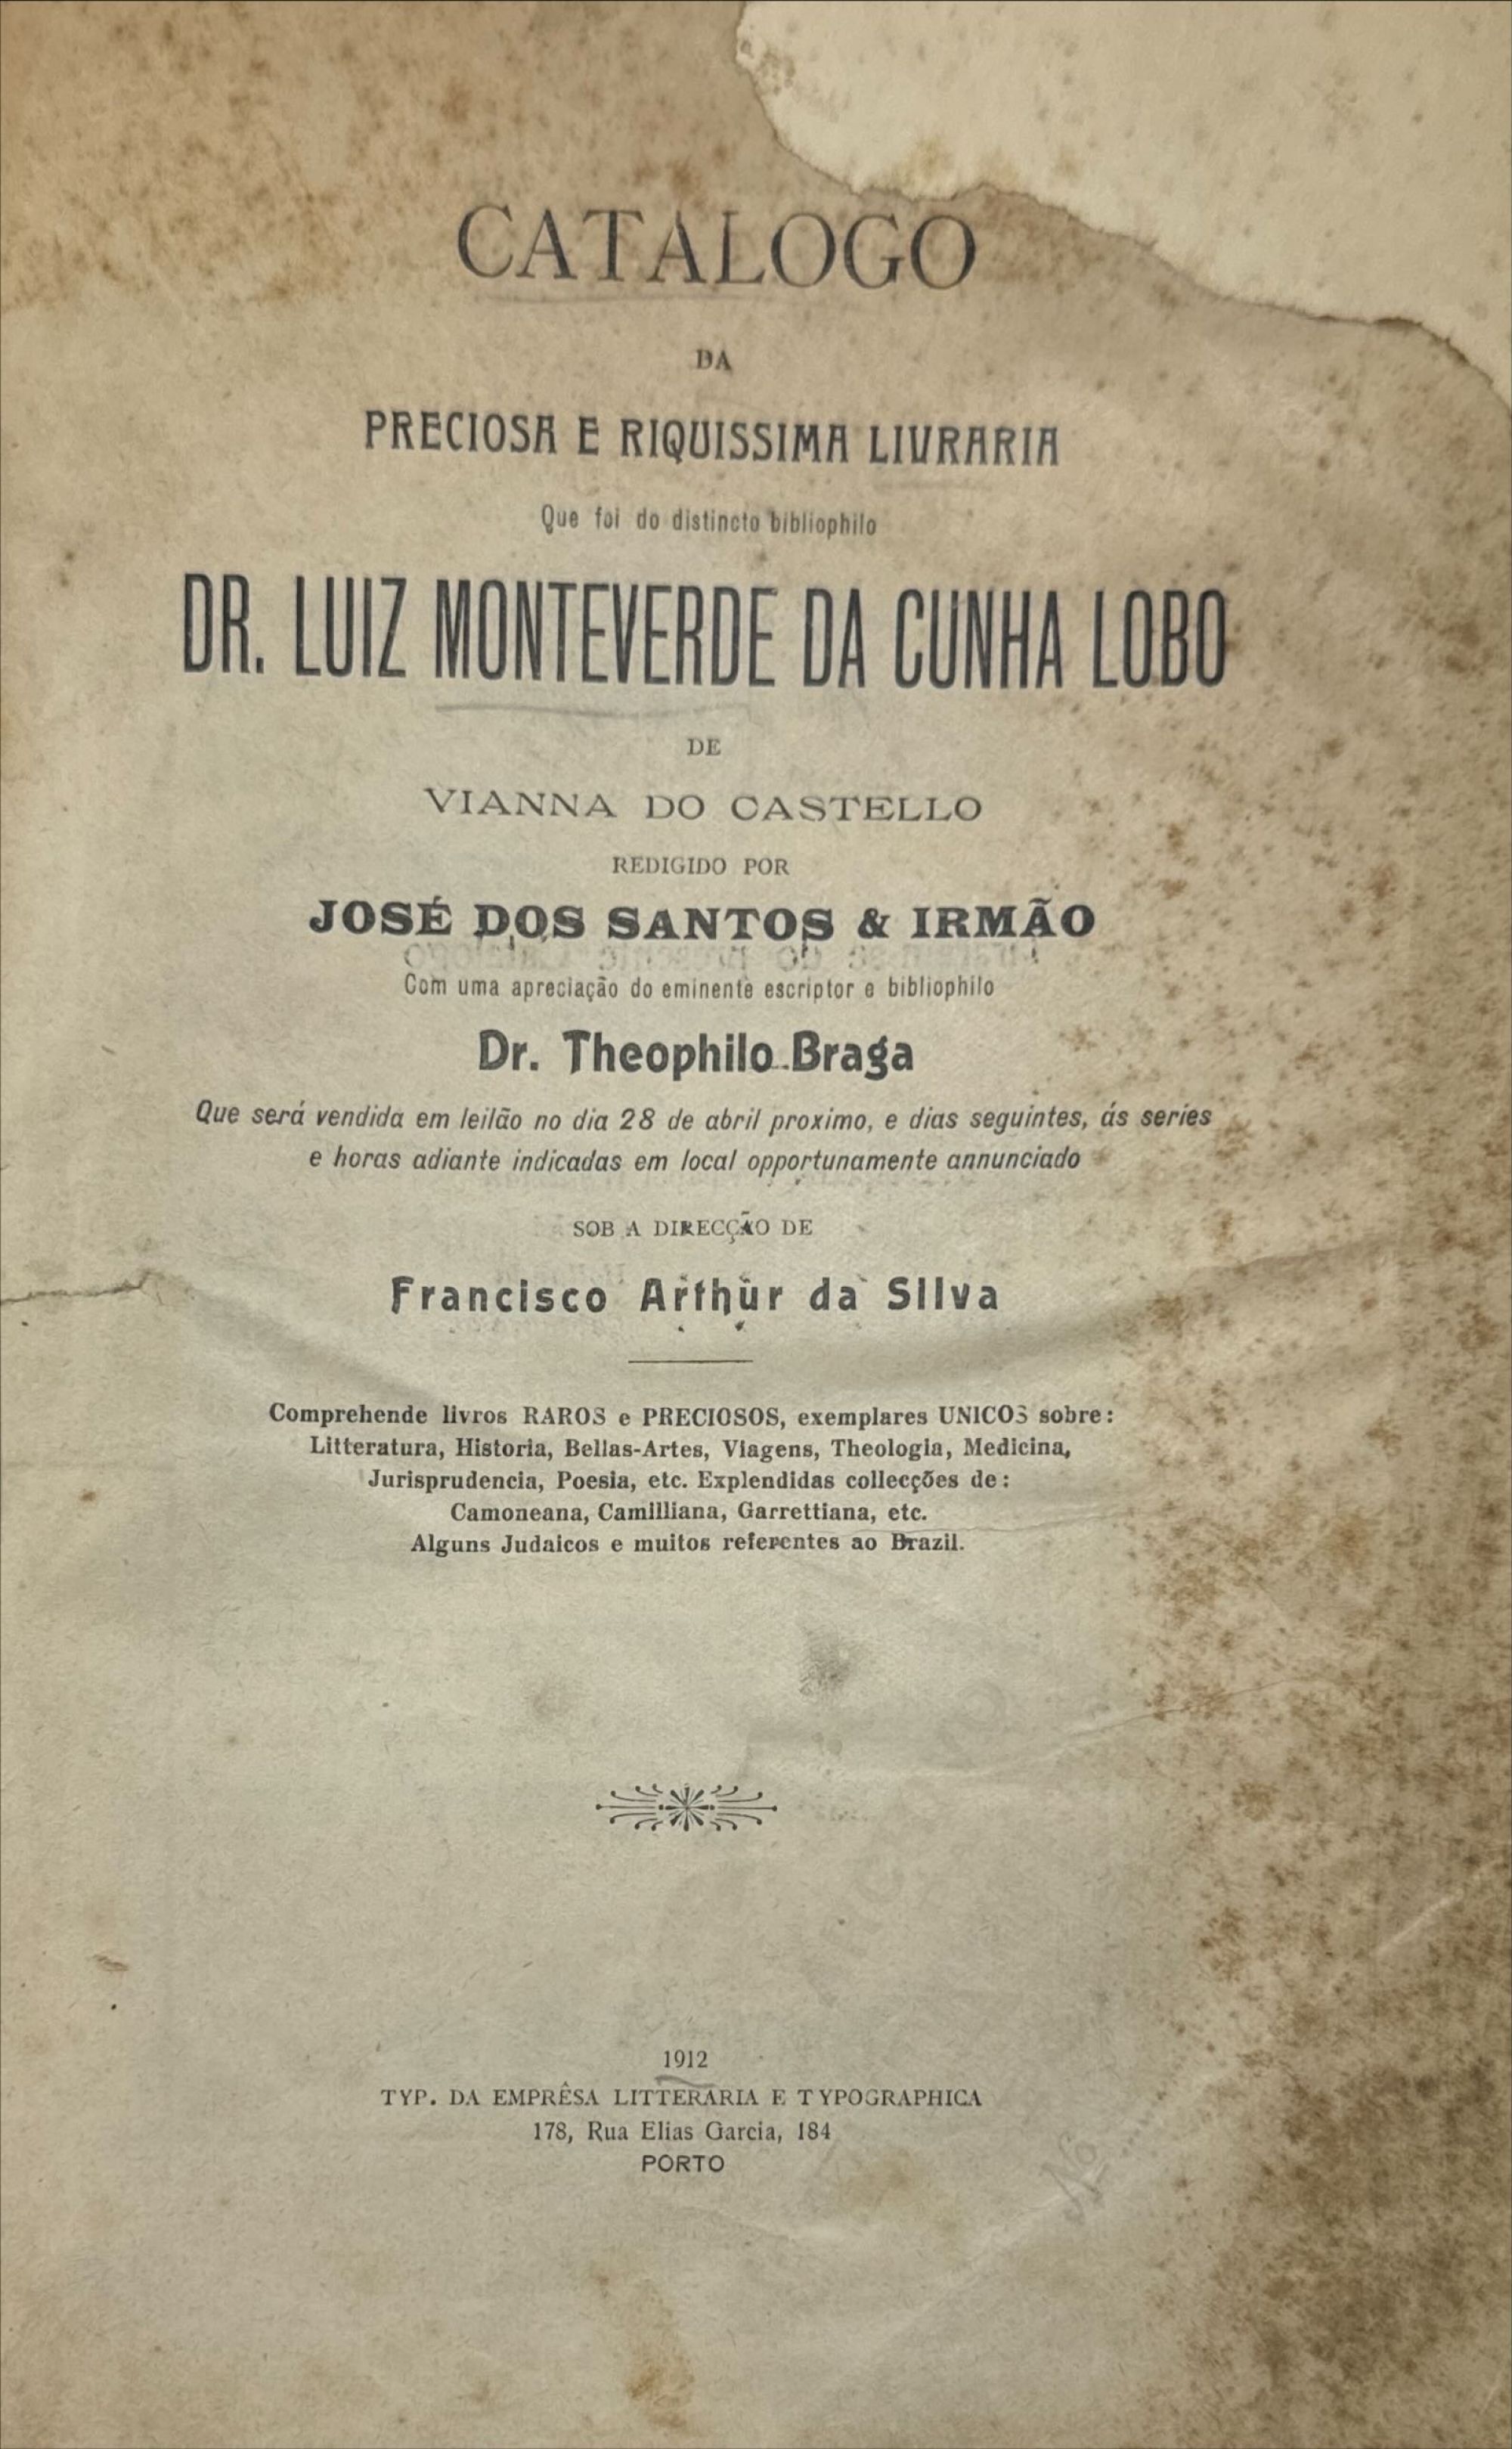 CATALOGO
DA
PRECIOSA E RIQUISSIMA LIVRARIA
Que foi do distincto bibliophilo
DR. LUIZ MONTEVERDE DA CUNHA LOBO
DE
VIANNA DO CASTELLO
REDIGIDO POR
JOSÉ DOS SANTOS & IRMÃO
Com uma apreciação do eminente escriptor e bibliophilo
Dr. Theophilo Braga
Que será vendida em leilão no dia 28 de abril proximo, e dias seguintes, ás series
e horas adiante indicadas em local opportunamente annunciado
SOB A DIRECÇÃO DE
Francisco Arthur da Silva
Comprehende livros RAROS e PRECIOSOS, exemplares UNICOS sobre:
Litteratura, Historia, Bellas-Artes, Viagens, Theologia, Medicina,
Jurisprudencia, Poesia, etc. Explendidas collecções de:
Camoneana, Camilliana, Garrettiana, etc.
Alguns Judaicos e muitos referentes ao Brazil.
1912
TYP. DA EMPRÊSA LITTERARIA E TYPOGRAPHICA
178, Rua Elias Garcia, 184
PORTO